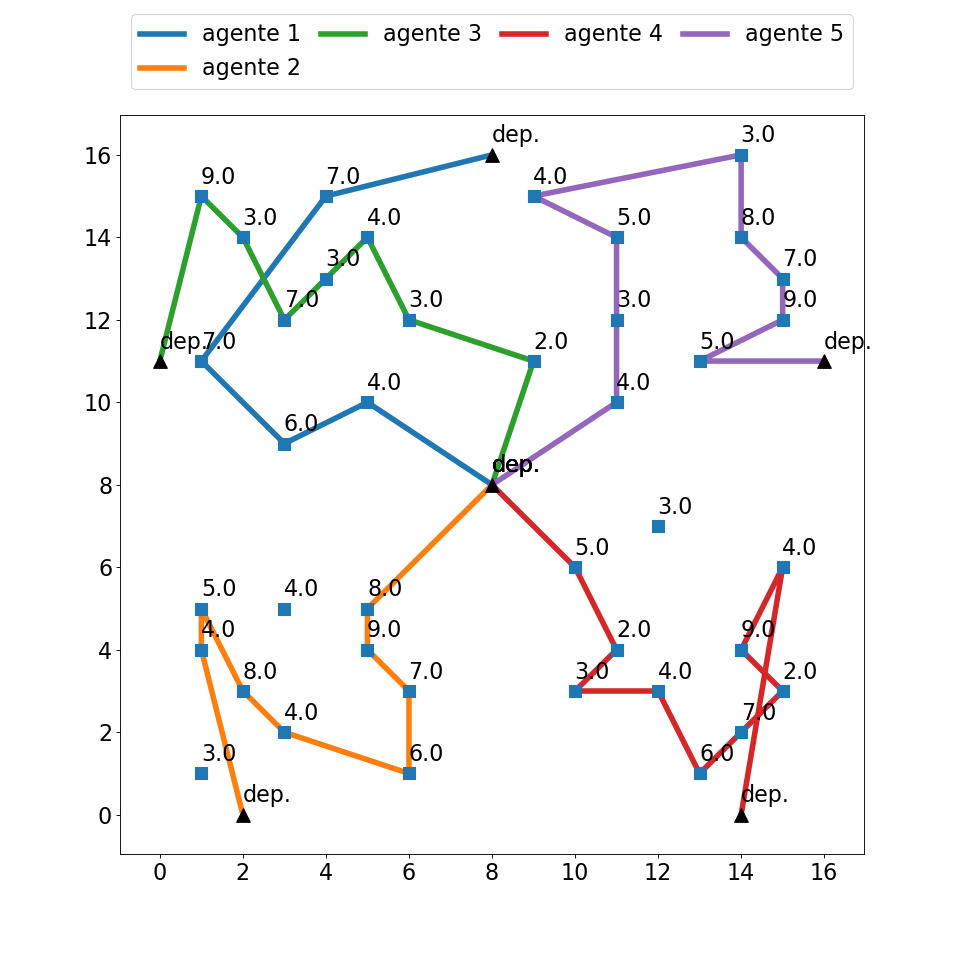 agente 1 agente 3 agente 4 agente 5
agente 2
dep. 3.0
16
9.0 7.0 4.0
3.0 4.0 5.0 8.0
14
3.0 7.0
7.0 3.0 3.0 9.0
12
dep. 7.0 2.0 5.0 dep.
4.0 4.0
10
6.0
dep. dep.
8
3.0
5.0 4.0
6
5.0 4.0 8.0
4.0 9.0 2.0 9.0
4
8.0 7.0 3.0 4.0 2.0
4.0 7.0
2
3.0 6.0 6.0
dep. dep.
0
0 2 4 6 8 10 12 14 16